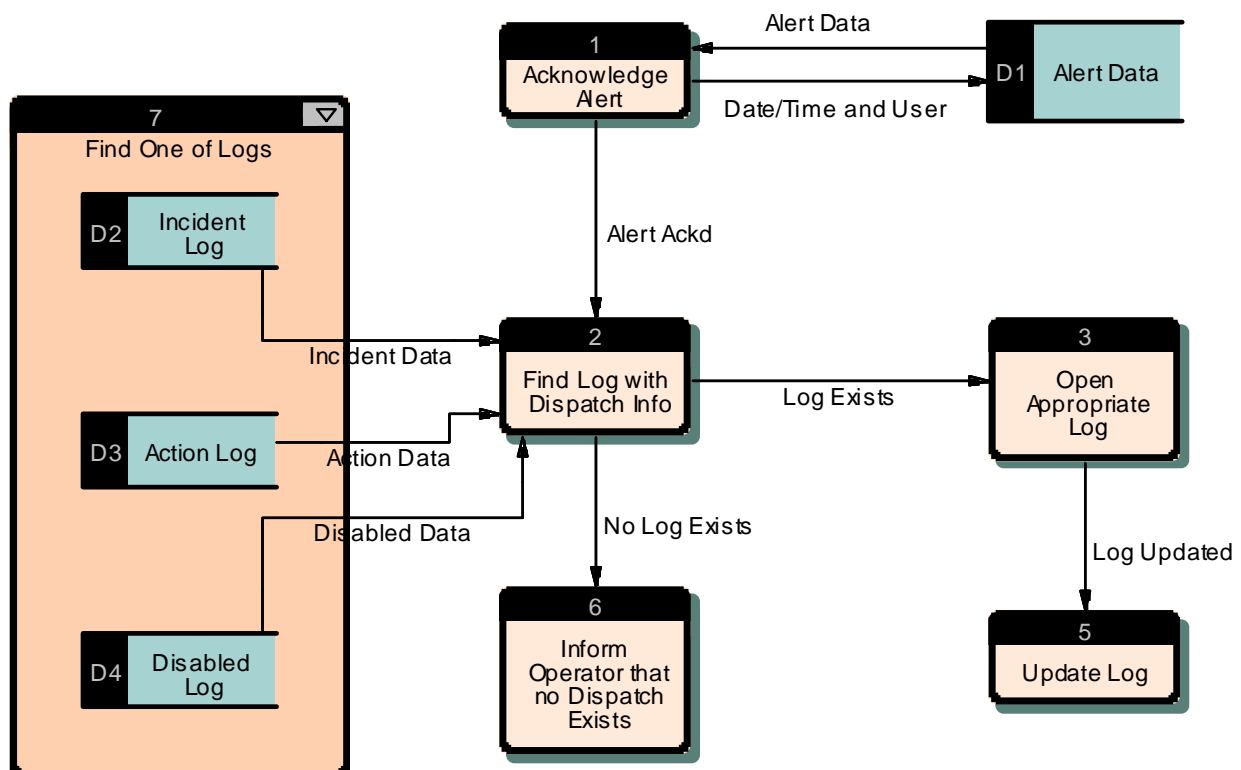 1
Acknowledge
Alert
Alert Data
Date/Time and User
D1
Alert Data
7
Find One of Logs
D2
Incident
Log
Alert Ackd
Incident Data
2
Find Log with
Dispatch Info
Log Exists
3
Open
Appropriate
Log
D3
Action Log
Action Data
Disabled Data
No Log Exists
Log Updated
D4
Disabled
Log
6
Inform
Operator that
no Dispatch
Exists
5
Update Log